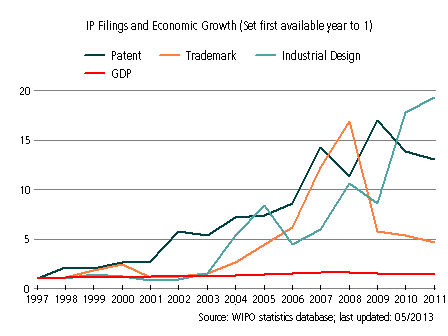 IP Filings and Economic Growth (Set first available year to 1)
Patent Trademark Industrial Design
GDP
20
15
10
5
0
1997 1998 1999 2000 2001 2002 2003 2004 2005 2006 2007 2008 2009 2010 2011
Source: WIPO statistics database; last updated: 05/2013